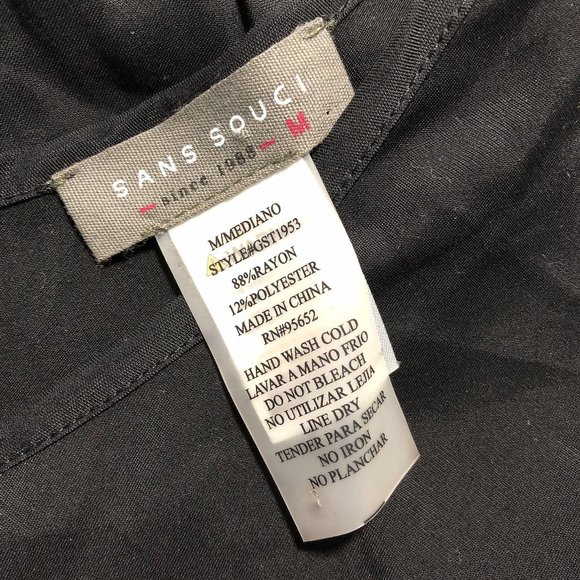 SANS SOUCI
since 1988
M
M/MEDIANO
STYLE#GST1953
88%RAYON
12%POLYESTER
MADE IN CHINA
RN#95652
HAND WASH COLD
LAVAR A MANO FRIO
DO NOT BLEACH
NO UTILIZAR LEJIA
LINE DRY
TENDER PARA SECAR
NO IRON
NO PLANCHAR